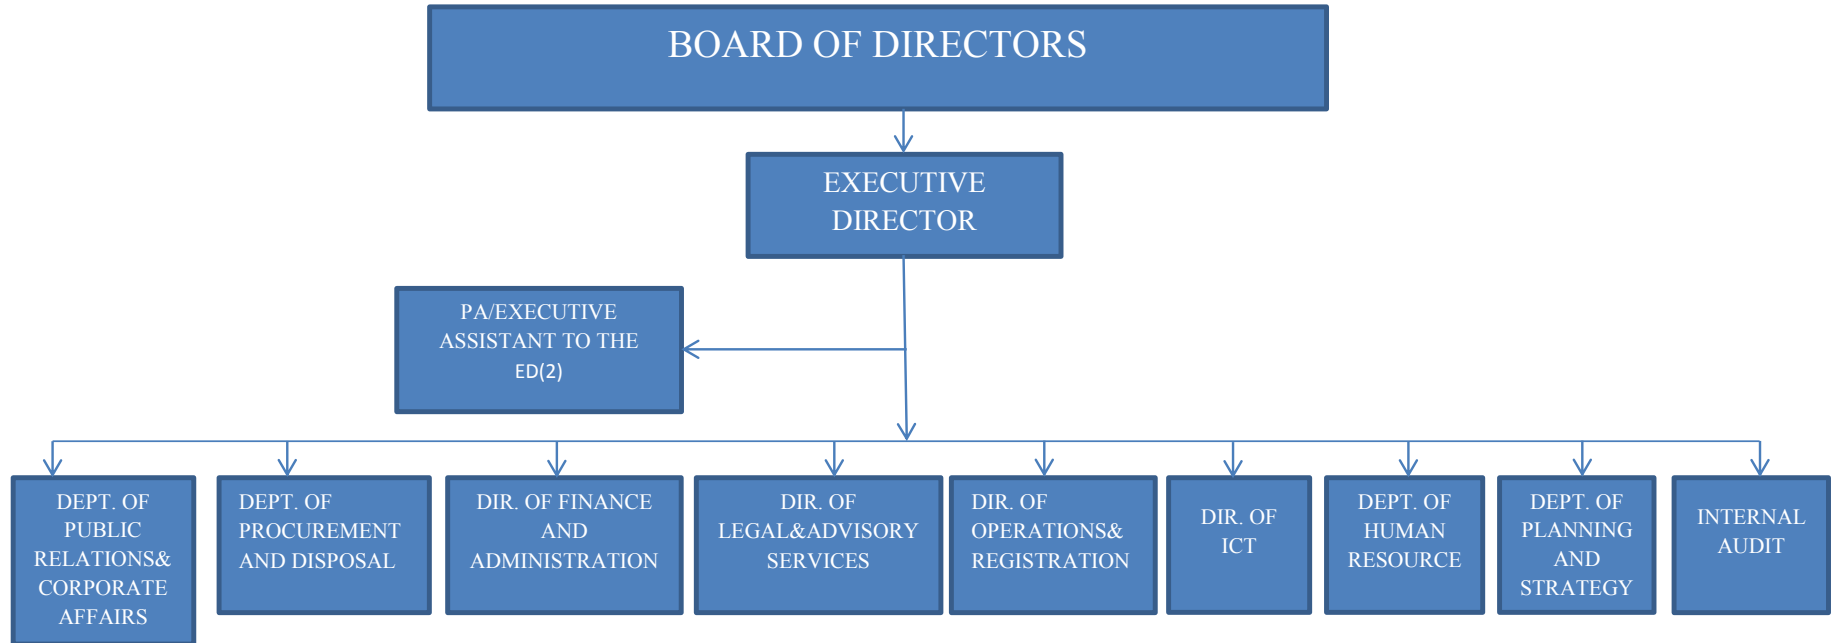 BOARD OF DIRECTORS
EXECUTIVE
DIRECTOR
PA/EXECUTIVE
ASSISTANT TO THE
ED(2)
DEPT. OF
PUBLIC
RELATIONS&
CORPORATE
AFFAIRS
DEPT. OF
PROCUREMENT
AND DISPOSAL
DIR. OF FINANCE
AND
ADMINISTRATION
DIR. OF
LEGAL&ADVISORY
SERVICES
DIR. OF
OPERATIONS&
REGISTRATION
DIR. OF
ICT
DEPT. OF
HUMAN
RESOURCE
DEPT. OF
PLANNING
AND
STRATEGY
INTERNAL
AUDIT